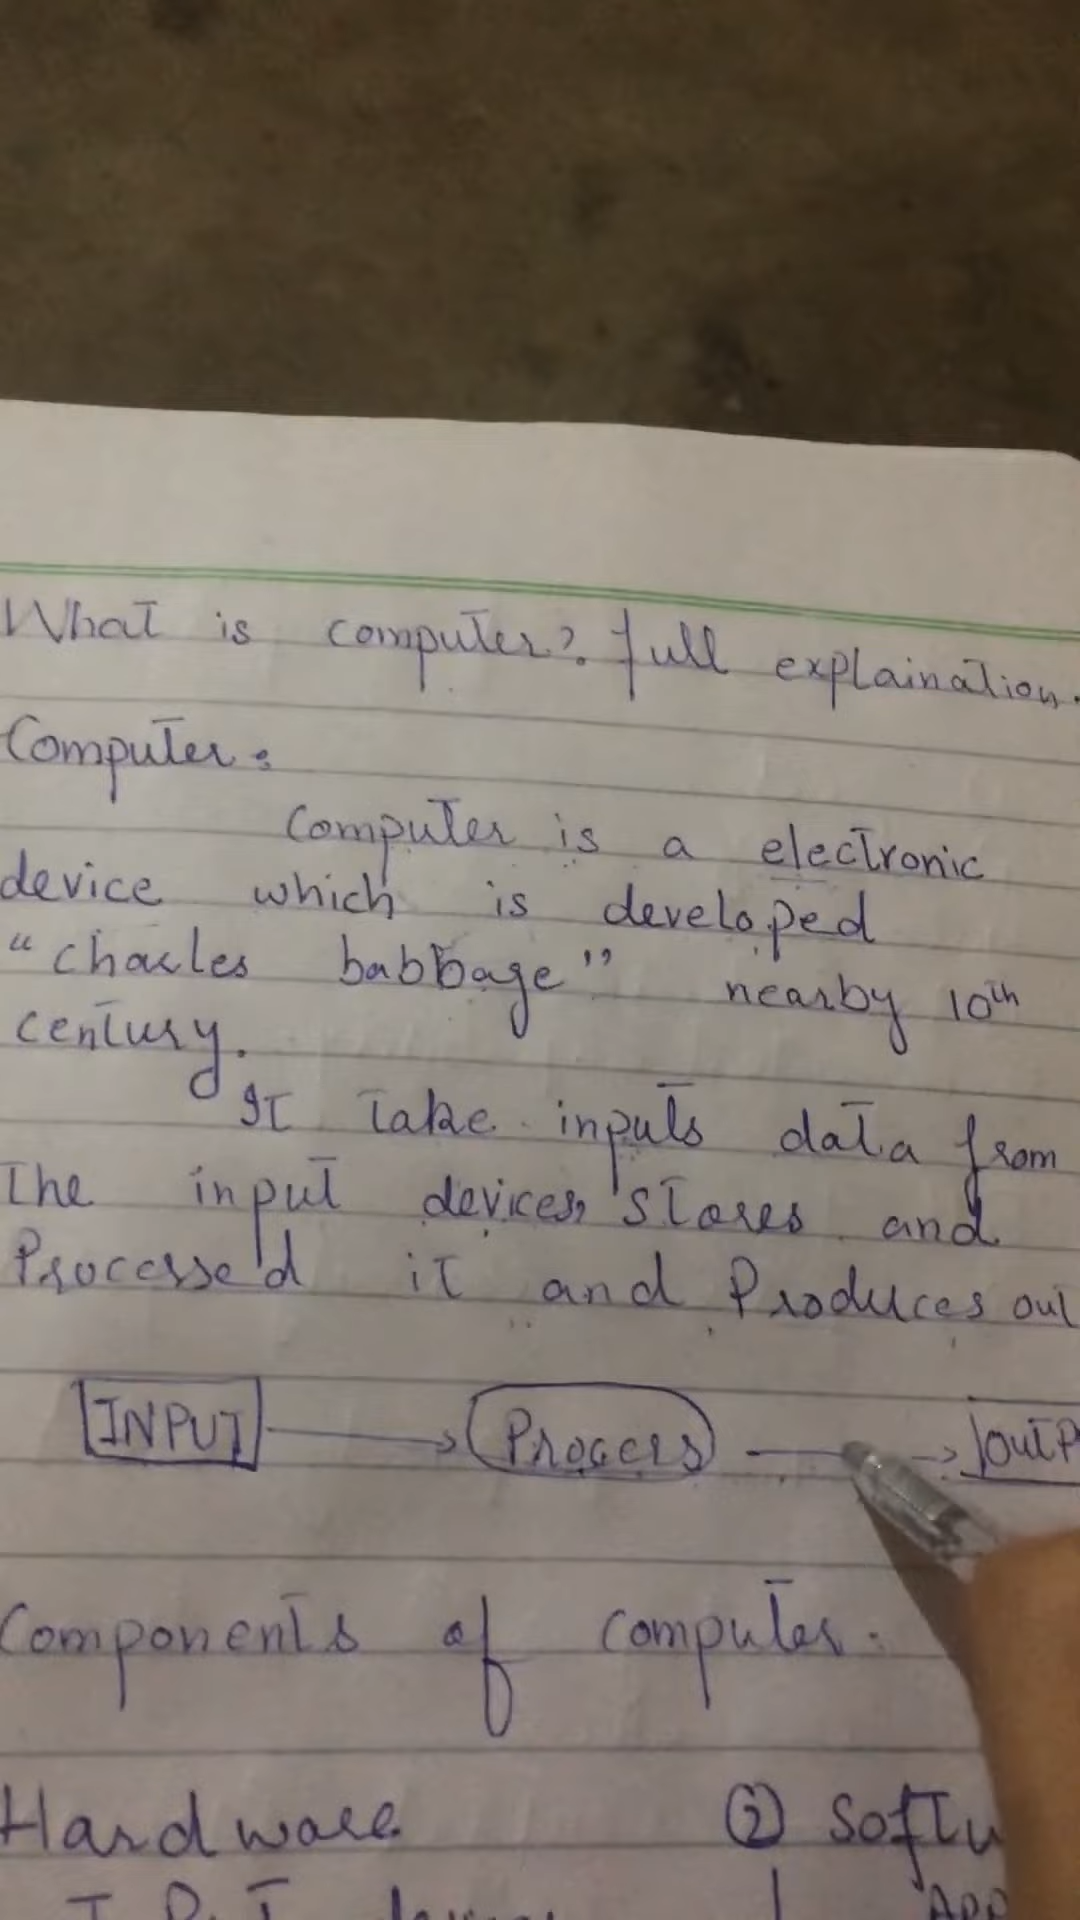 What is computer? full explaination.
Computer:
Computer is a electronic
device which is developed
"charles babbage" nearby 10th
century.
It Take inputs data from
The input devices, stores and
Processed it and Produces out
INPUT Process OUTP
Components of computer.
Hardware ② Softw
App